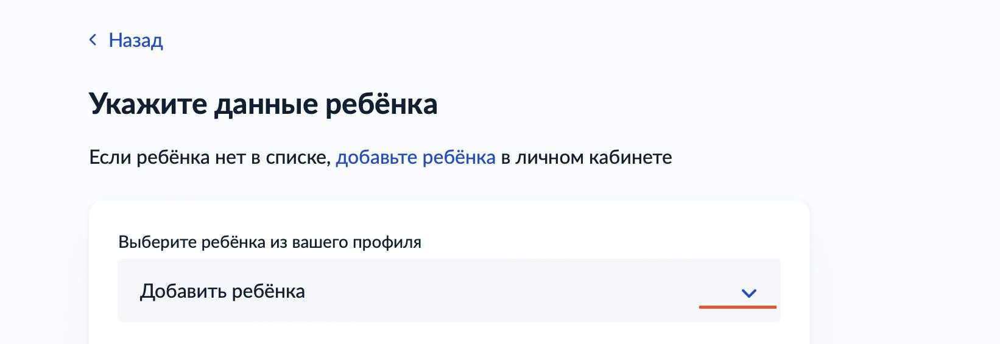 Назад
Укажите данные ребёнка
Если ребёнка нет в списке, добавьте ребёнка в личном кабинете
Выберите ребёнка из вашего профиля
Добавить ребёнка